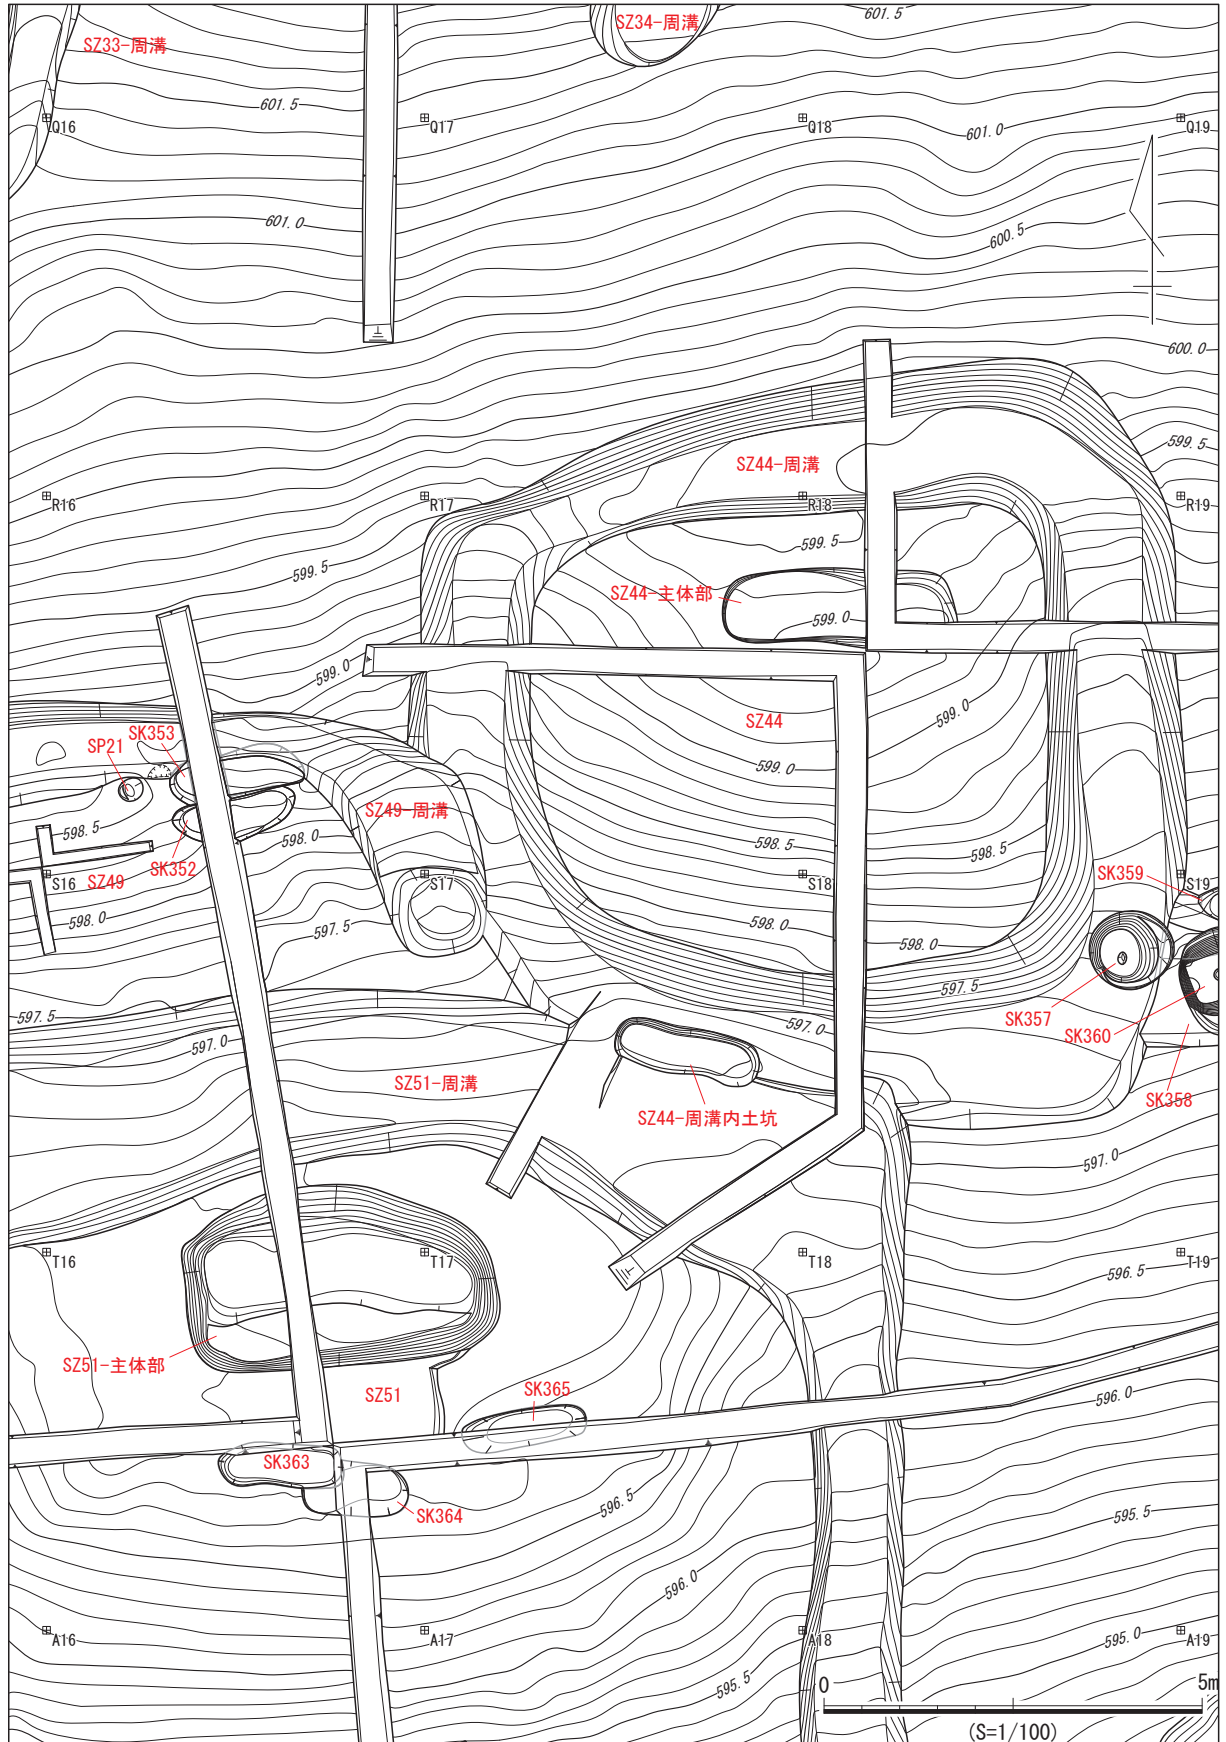 SZ33-周溝
SZ34-周溝
601.5
601.5
Q16
Q17
Q18
601.0
Q19
601.0
600.5
600.0
599.5
SZ44-周溝
R16
R17
R18
R19
599.5
599.5
SZ44-主体部
599.0
599.0
SZ44
599.0
SK353
SP21
599.0
SZ49-周溝
598.5
598.0
598.5
598.5
SK352
SK359
S16
SZ49
S17
S18
S19
598.0
597.5
598.0
598.0
597.5
597.5
597.0
SK357
SK360
597.0
SZ51-周溝
SZ44-周溝内土坑
SK358
597.0
T16
T17
T18
T19
596.5
SZ51-主体部
SZ51
SK365
596.0
SK363
SK364
596.5
595.5
596.0
A16
A17
A18
595.0
A19
595.5
0
5m
(S=1/100)